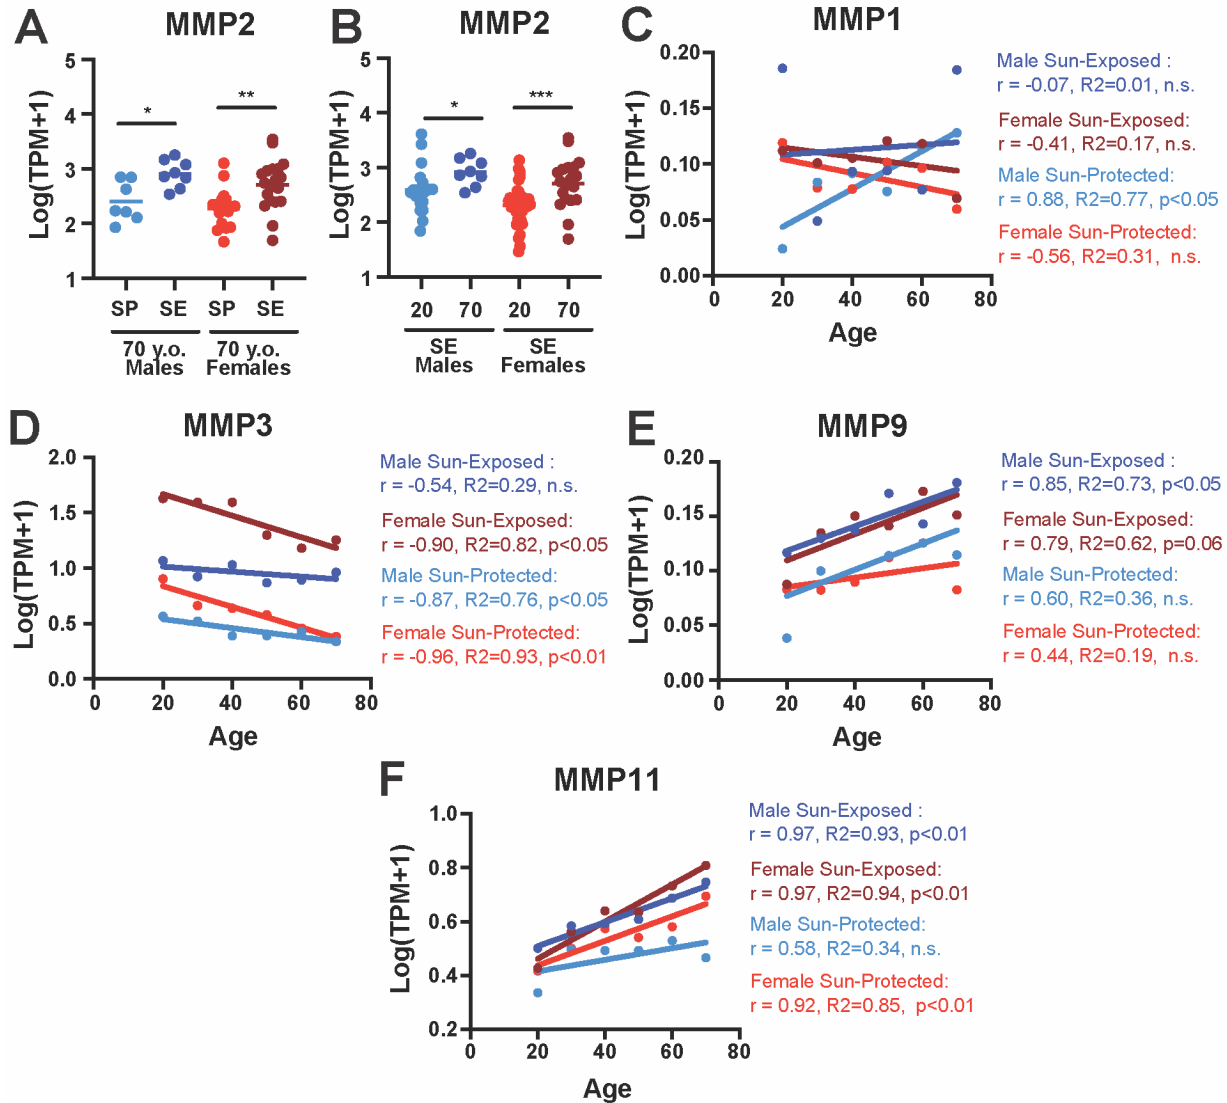 A
MMP2
Log(TPM+1)
5
4
3
2
1
*
**
SP SE SP SE
70 y.o. 70 y.o.
Males Females
B
MMP2
Log(TPM+1)
5
4
3
2
1
*
***
20 70 20 70
SE SE
Males Females
C
MMP1
Log(TPM+1)
0.20
0.15
0.10
0.05
0.00
0 20 40 60 80
Age
Male Sun-Exposed :
r = -0.07, R2=0.01, n.s.
Female Sun-Exposed:
r = -0.41, R2=0.17, n.s.
Male Sun-Protected:
r = 0.88, R2=0.77, p<0.05
Female Sun-Protected:
r = -0.56, R2=0.31, n.s.
D
MMP3
Log(TPM+1)
2.0
1.5
1.0
0.5
0.0
0 20 40 60 80
Age
Male Sun-Exposed :
r = -0.54, R2=0.29, n.s.
Female Sun-Exposed:
r = -0.90, R2=0.82, p<0.05
Male Sun-Protected:
r = -0.87, R2=0.76, p<0.05
Female Sun-Protected:
r = -0.96, R2=0.93, p<0.01
E
MMP9
Log(TPM+1)
0.20
0.15
0.10
0.05
0.00
0 20 40 60 80
Age
Male Sun-Exposed :
r = 0.85, R2=0.73, p<0.05
Female Sun-Exposed:
r = 0.79, R2=0.62, p=0.06
Male Sun-Protected:
r = 0.60, R2=0.36, n.s.
Female Sun-Protected:
r = 0.44, R2=0.19, n.s.
F
MMP11
Log(TPM+1)
1.0
0.8
0.6
0.4
0.2
0 20 40 60 80
Age
Male Sun-Exposed :
r = 0.97, R2=0.93, p<0.01
Female Sun-Exposed:
r = 0.97, R2=0.94, p<0.01
Male Sun-Protected:
r = 0.58, R2=0.34, n.s.
Female Sun-Protected:
r = 0.92, R2=0.85, p<0.01